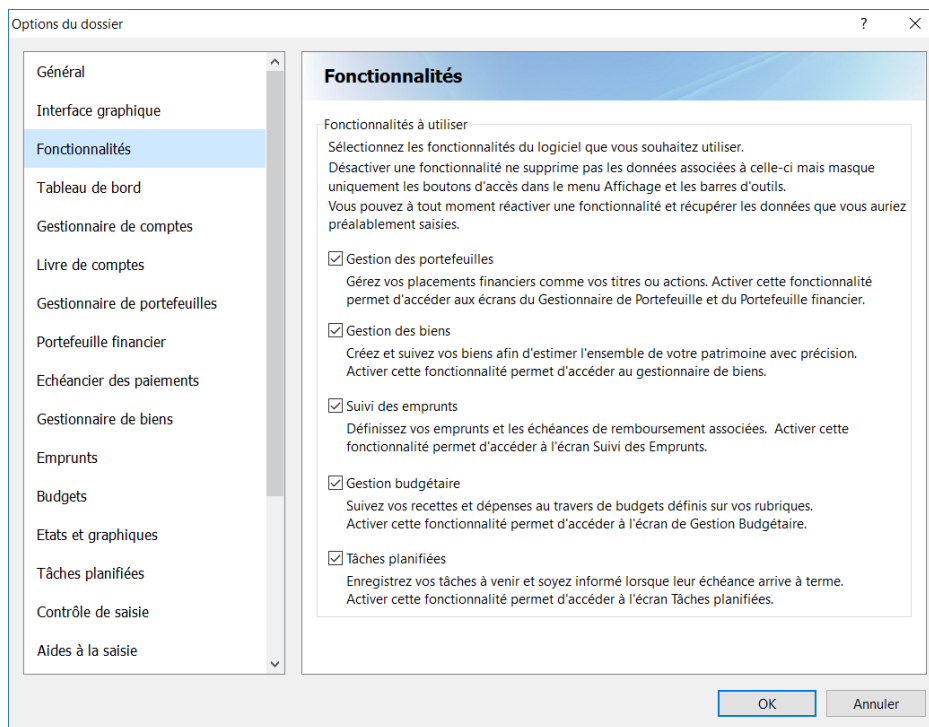 Options du dossier
?
Général
Interface graphique
Fonctionnalités
Tableau de bord
Gestionnaire de comptes
Livre de comptes
Gestionnaire de portefeuilles
Portefeuille financier
Echéancier des paiements
Gestionnaire de biens
Emprunts
Budgets
Etats et graphiques
Tâches planifiées
Contrôle de saisie
Aides à la saisie
Fonctionnalités
Fonctionnalités à utiliser
Sélectionnez les fonctionnalités du logiciel que vous souhaitez utiliser.
Désactiver une fonctionnalité ne supprime pas les données associées à celle-ci mais masque
uniquement les boutons d'accès dans le menu Affichage et les barres d'outils.
Vous pouvez à tout moment réactiver une fonctionnalité et récupérer les données que vous auriez
préalablement saisies.
Gestion des portefeuilles
Gérez vos placements financiers comme vos titres ou actions. Activer cette fonctionnalité
permet d'accéder aux écrans du Gestionnaire de Portefeuille et du Portefeuille financier.
Gestion des biens
Créez et suivez vos biens afin d'estimer l'ensemble de votre patrimoine avec précision.
Activer cette fonctionnalité permet d'accéder au gestionnaire de biens.
Suivi des emprunts
Définissez vos emprunts et les échéances de remboursement associées. Activer cette
fonctionnalité permet d'accéder à l'écran Suivi des Emprunts.
Gestion budgétaire
Suivez vos recettes et dépenses au travers de budgets définis sur vos rubriques.
Activer cette fonctionnalité permet d'accéder à l'écran de Gestion Budgétaire.
Tâches planifiées
Enregistrez vos tâches à venir et soyez informé lorsque leur échéance arrive à terme.
Activer cette fonctionnalité permet d'accéder à l'écran Tâches planifiées.
OK
Annuler